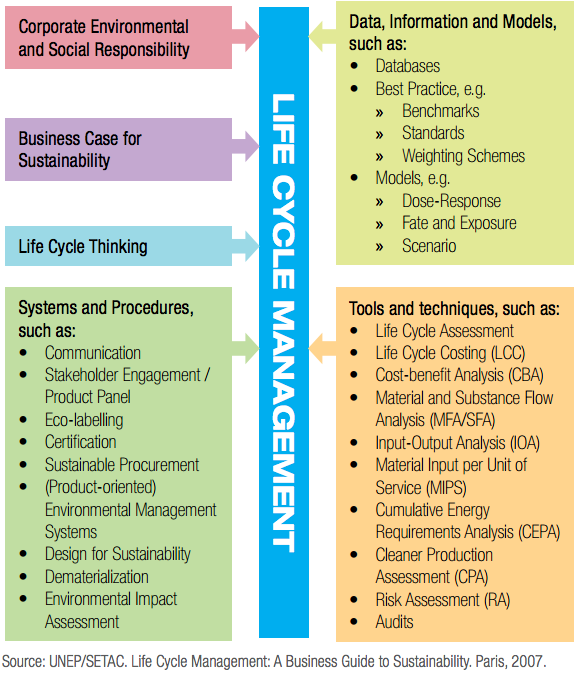 Corporate Environmental
and Social Responsibility
Business Case for
Sustainability
Life Cycle Thinking
Systems and Procedures,
such as:
• Communication
• Stakeholder Engagement /
Product Panel
• Eco-labelling
• Certification
• Sustainable Procurement
• (Product-oriented)
Environmental Management
Systems
• Design for Sustainability
• Dematerialization
• Environmental Impact
Assessment
LIFE CYCLE MANAGEMENT
Data, Information and Models,
such as:
• Databases
• Best Practice, e.g.
» Benchmarks
» Standards
» Weighting Schemes
• Models, e.g.
» Dose-Response
» Fate and Exposure
» Scenario
Tools and techniques, such as:
• Life Cycle Assessment
• Life Cycle Costing (LCC)
• Cost-benefit Analysis (CBA)
• Material and Substance Flow
Analysis (MFA/SFA)
• Input-Output Analysis (IOA)
• Material Input per Unit of
Service (MIPS)
• Cumulative Energy
Requirements Analysis (CEPA)
• Cleaner Production
Assessment (CPA)
• Risk Assessment (RA)
• Audits
Source: UNEP/SETAC. Life Cycle Management: A Business Guide to Sustainability. Paris, 2007.